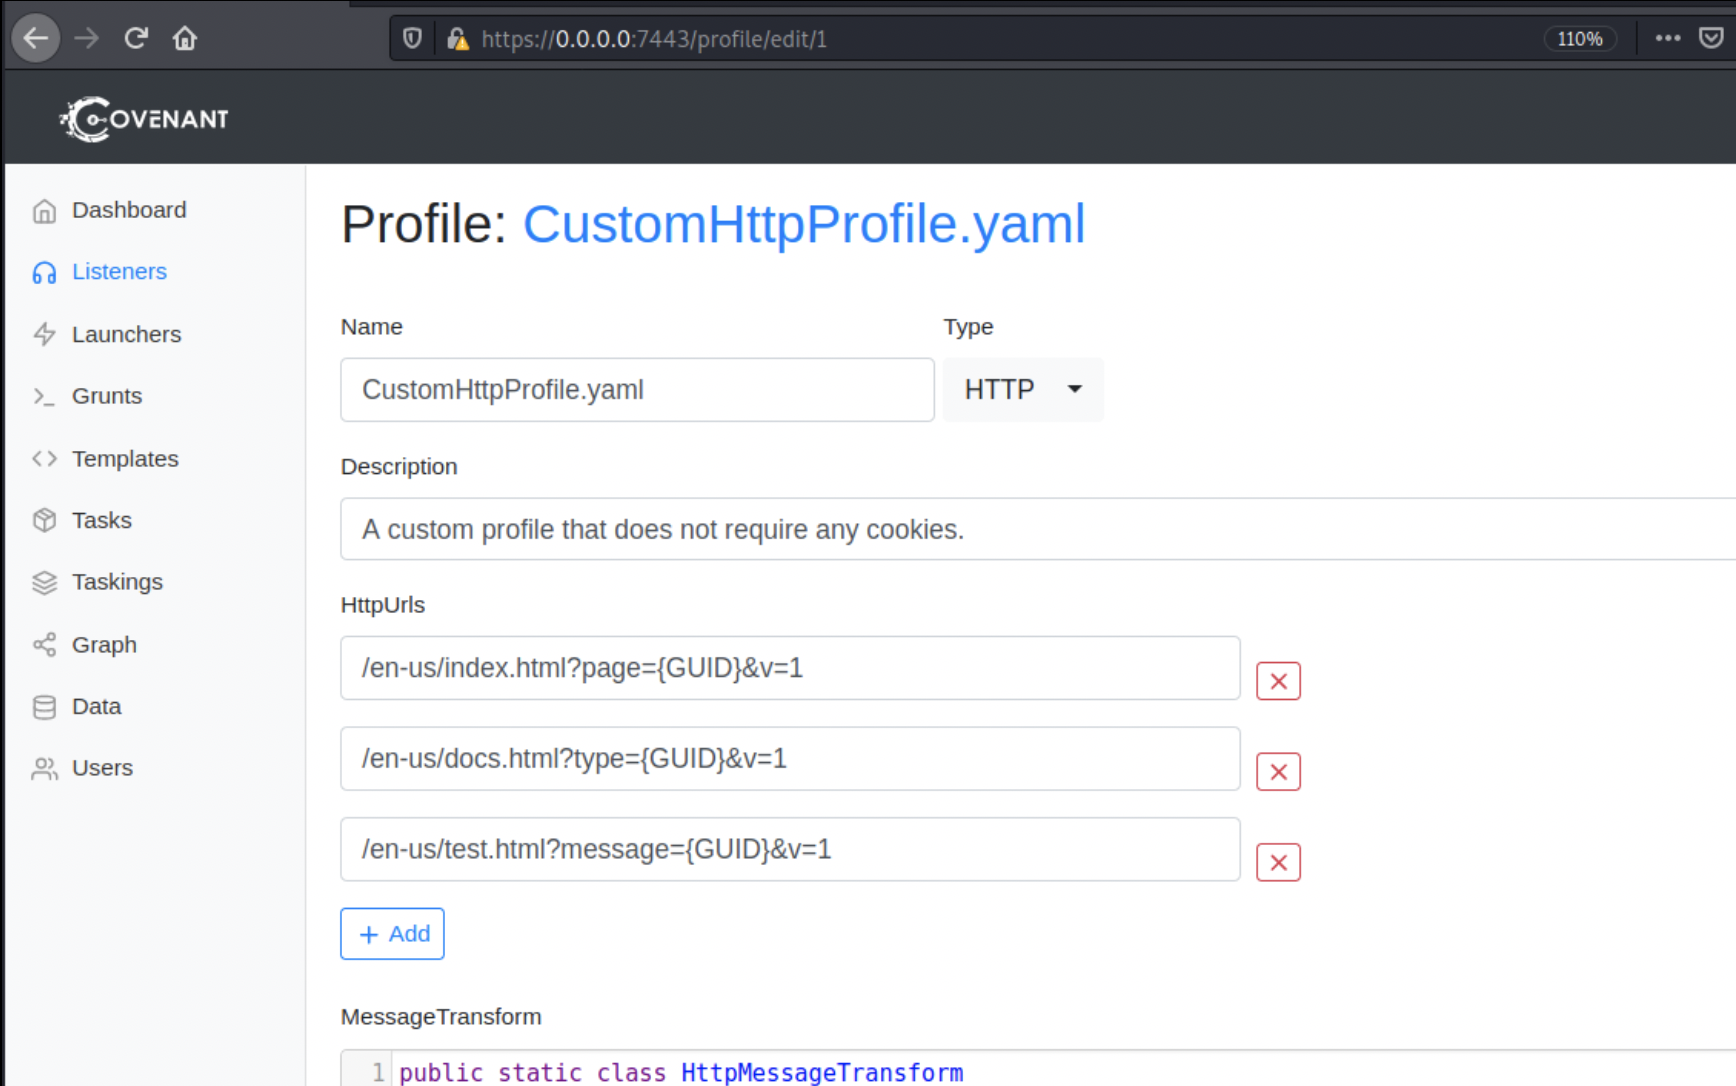 https://0.0.0.0:7443/profile/edit/1
110%
COVENANT
Dashboard
Listeners
Launchers
Grunts
Templates
Tasks
Taskings
Graph
Data
Users
Profile: CustomHttpProfile.yaml
Name
Type
CustomHttpProfile.yaml
HTTP
Description
A custom profile that does not require any cookies.
HttpUrls
/en-us/index.html?page={GUID}&v=1
/en-us/docs.html?type={GUID}&v=1
/en-us/test.html?message={GUID}&v=1
+ Add
MessageTransform
1 public static class HttpMessageTransform